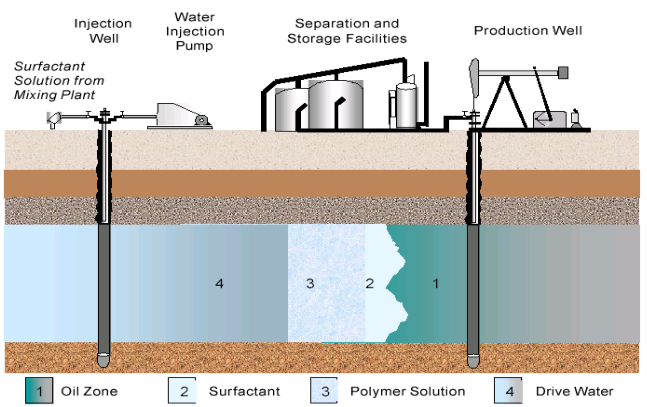 Injection
Well
Water
Injection
Pump
Separation and
Storage Facilities
Production Well
Surfactant
Solution from
Mixing Plant
4
3
2
1
1 Oil Zone
2 Surfactant
3 Polymer Solution
4 Drive Water